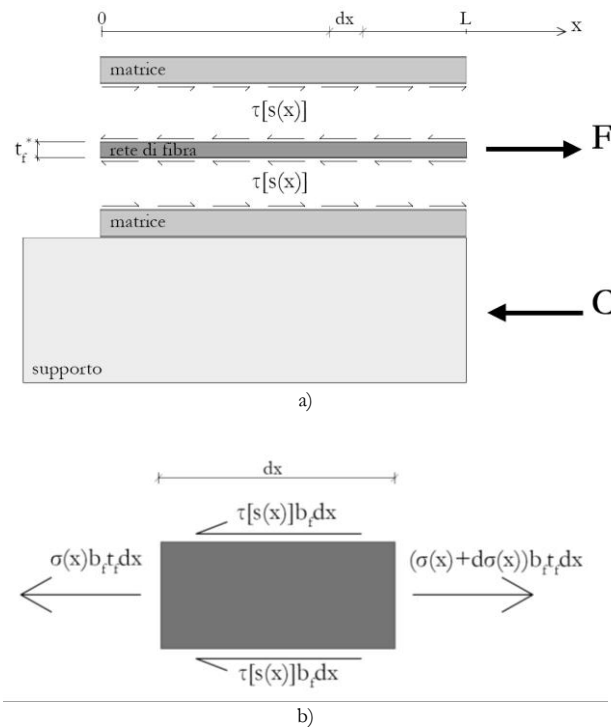 0 dx L x
matrice
τ[s(x)]
t_f* rete di fibra F
τ[s(x)]
matrice
C
supporto
a)
dx
τ[s(x)]b_f dx
σ(x)b_f t_f dx (σ(x)+dσ(x))b_f t_f dx
τ[s(x)]b_f dx
b)